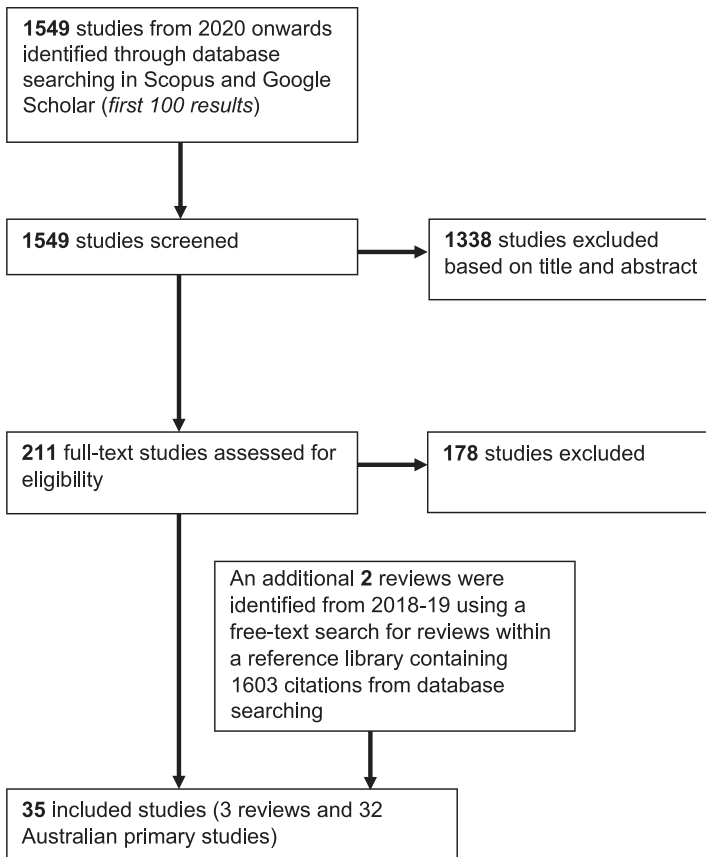 1549 studies from 2020 onwards
identified through database
searching in Scopus and Google
Scholar (first 100 results)
1549 studies screened
1338 studies excluded
based on title and abstract
211 full-text studies assessed for
eligibility
178 studies excluded
An additional 2 reviews were
identified from 2018-19 using a
free-text search for reviews within
a reference library containing
1603 citations from database
searching
35 included studies (3 reviews and 32
Australian primary studies)